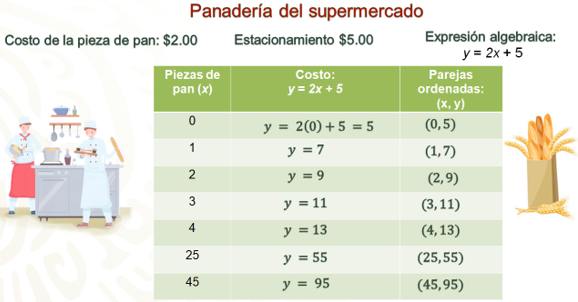 Panadería del supermercado
Costo de la pieza de pan: $2.00
Estacionamiento $5.00
Expresión algebraica:
y = 2x + 5
Piezas de pan (x) Costo: y = 2x + 5 Parejas ordenadas: (x, y)
0 y = 2(0) + 5 = 5 (0, 5)
1 y = 7 (1, 7)
2 y = 9 (2, 9)
3 y = 11 (3, 11)
4 y = 13 (4, 13)
25 y = 55 (25, 55)
45 y = 95 (45, 95)